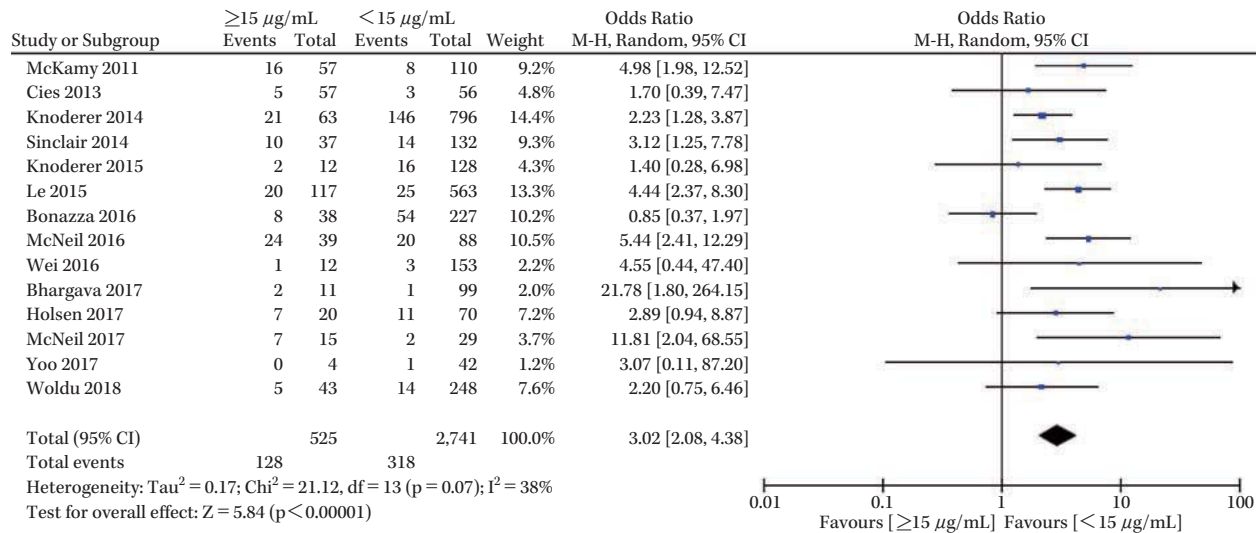 ≥15 μg/mL <15 μg/mL Odds Ratio Odds Ratio
Study or Subgroup Events Total Events Total Weight M-H, Random, 95% CI M-H, Random, 95% CI
McKamy 2011 16 57 8 110 9.2% 4.98 [1.98, 12.52]
Cies 2013 5 57 3 56 4.8% 1.70 [0.39, 7.47]
Knoderer 2014 21 63 146 796 14.4% 2.23 [1.28, 3.87]
Sinclair 2014 10 37 14 132 9.3% 3.12 [1.25, 7.78]
Knoderer 2015 2 12 16 128 4.3% 1.40 [0.28, 6.98]
Le 2015 20 117 25 563 13.3% 4.44 [2.37, 8.30]
Bonazza 2016 8 38 54 227 10.2% 0.85 [0.37, 1.97]
McNeil 2016 24 39 20 88 10.5% 5.44 [2.41, 12.29]
Wei 2016 1 12 3 153 2.2% 4.55 [0.44, 47.40]
Bhargava 2017 2 11 1 99 2.0% 21.78 [1.80, 264.15]
Holsen 2017 7 20 11 70 7.2% 2.89 [0.94, 8.87]
McNeil 2017 7 15 2 29 3.7% 11.81 [2.04, 68.55]
Yoo 2017 0 4 1 42 1.2% 3.07 [0.11, 87.20]
Woldu 2018 5 43 14 248 7.6% 2.20 [0.75, 6.46]
Total (95% CI) 525 2,741 100.0% 3.02 [2.08, 4.38]
Total events 128 318
Heterogeneity: Tau² = 0.17; Chi² = 21.12, df = 13 (p = 0.07); I² = 38%
Test for overall effect: Z = 5.84 (p<0.00001)
0.01 0.1 1 10 100
Favours [≥15 μg/mL] Favours [<15 μg/mL]